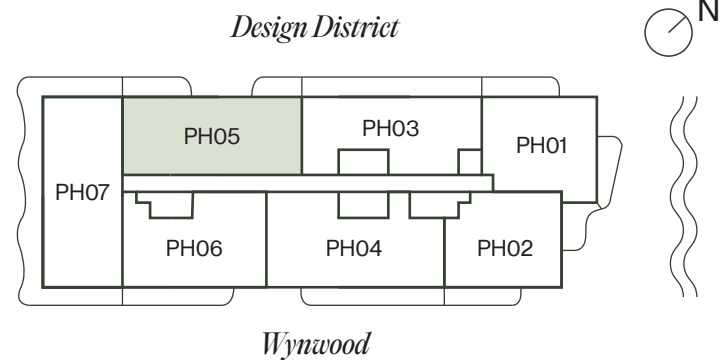 N
Design District
PH05
PH03
PH01
PH07
PH06
PH04
PH02
Wynwood